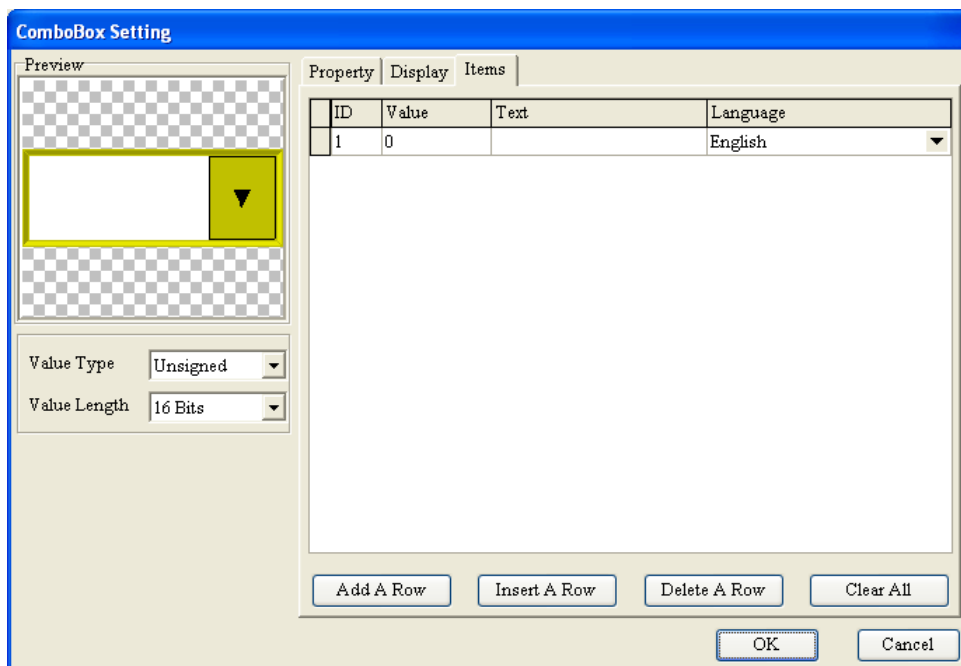 ComboBox Setting
Preview
Property Display Items
ID Value Text Language
1 0 English
Value Type Unsigned
Value Length 16 Bits
Add A Row Insert A Row Delete A Row Clear All
OK Cancel